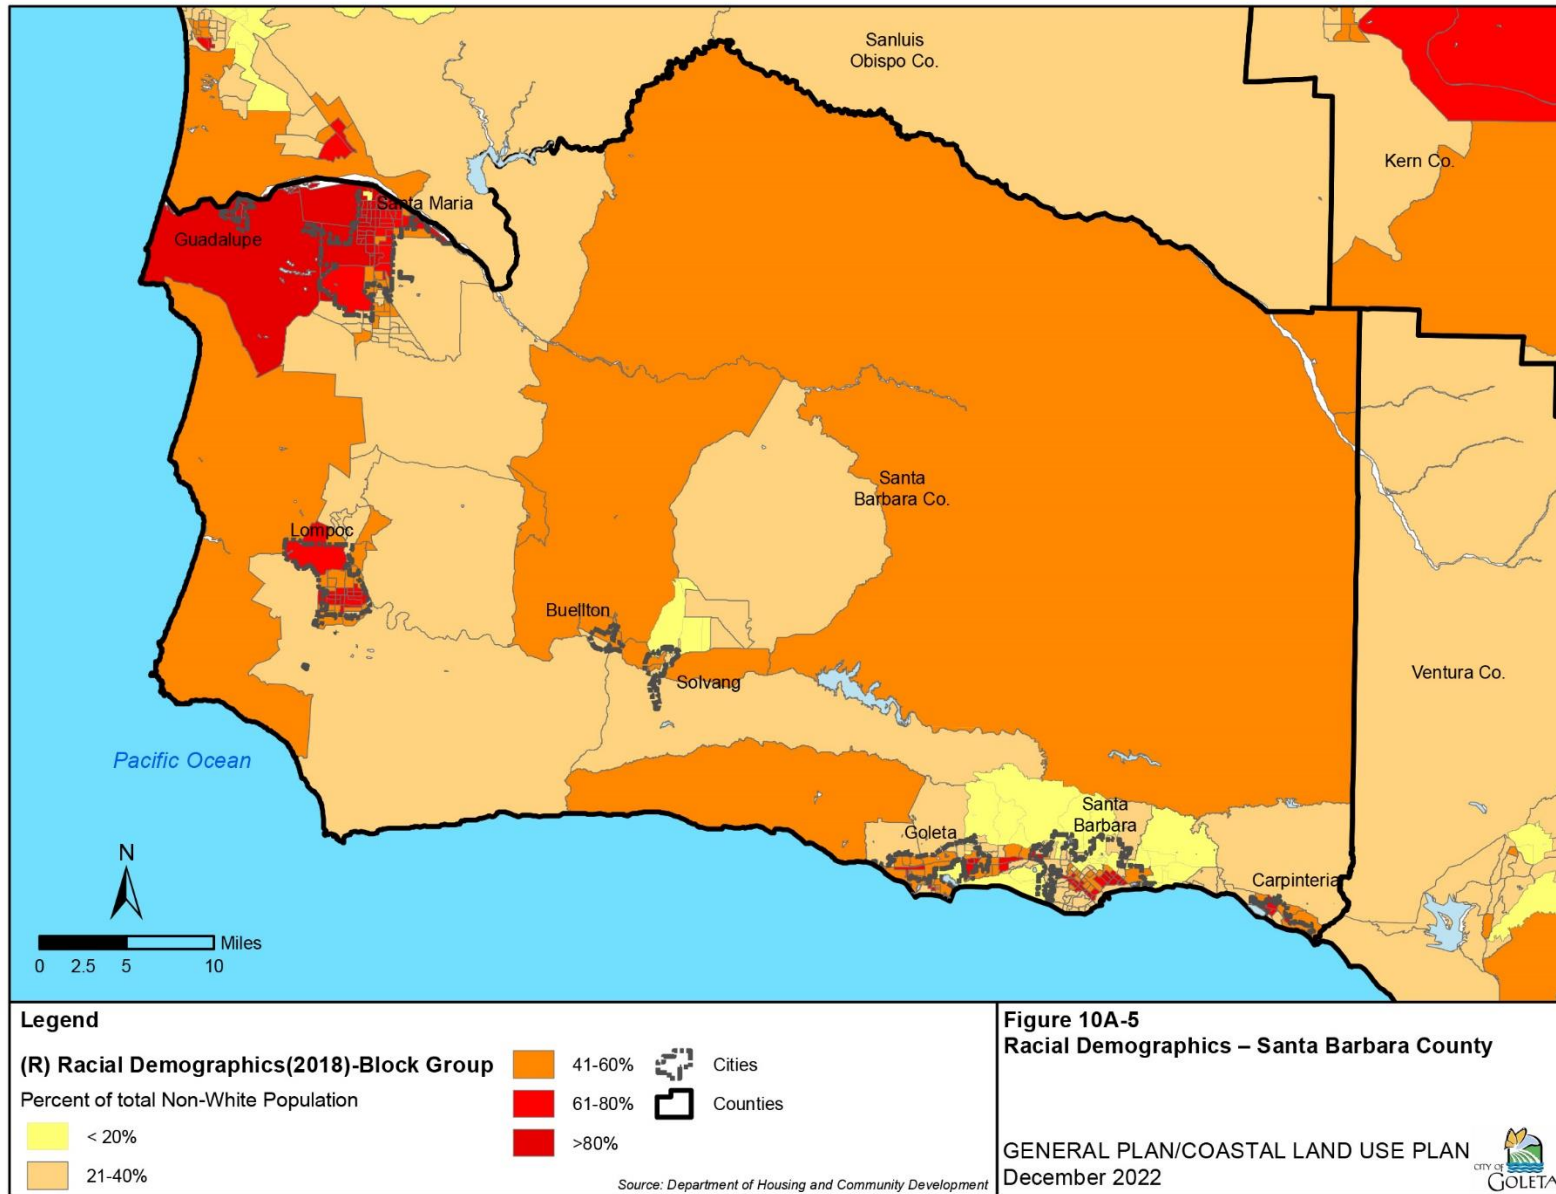 Sanluis
Obispo Co.
Kern Co.
Santa Maria
Guadalupe
Santa
Barbara Co.
Lompoc
Buellton
Solvang
Ventura Co.
Pacific Ocean
Santa
Barbara
Goleta
Carpinteria
N
Miles
0 2.5 5 10
Legend
(R) Racial Demographics(2018)-Block Group
Percent of total Non-White Population
< 20%
21-40%
41-60%
61-80%
>80%
Cities
Counties
Source: Department of Housing and Community Development
Figure 10A-5
Racial Demographics – Santa Barbara County
GENERAL PLAN/COASTAL LAND USE PLAN
December 2022
CITY OF
GOLETA